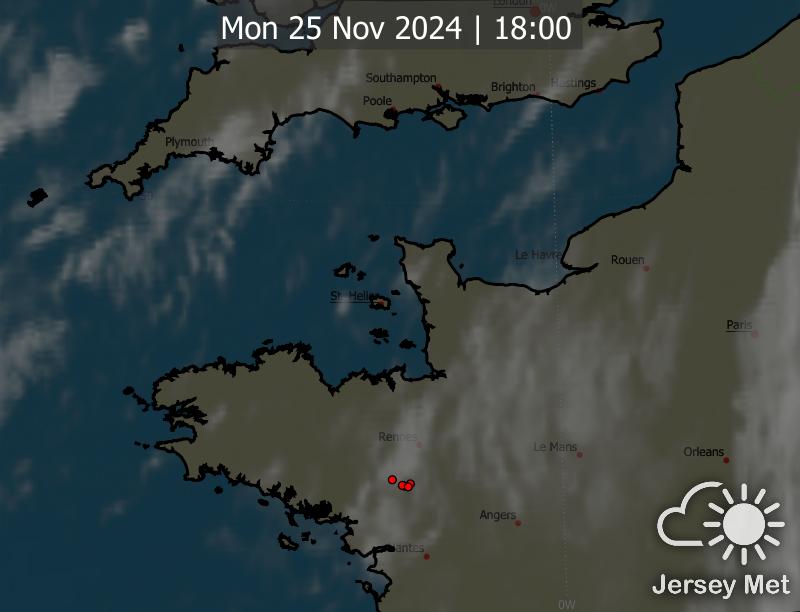 London
0W
Mon 25 Nov 2024 | 18:00
Southampton
Brighton
Hastings
Poole
Plymouth
Le Havre
Rouen
St. Helier
Paris
Rennes
Le Mans
Orleans
Angers
Nantes
Jersey Met
0W